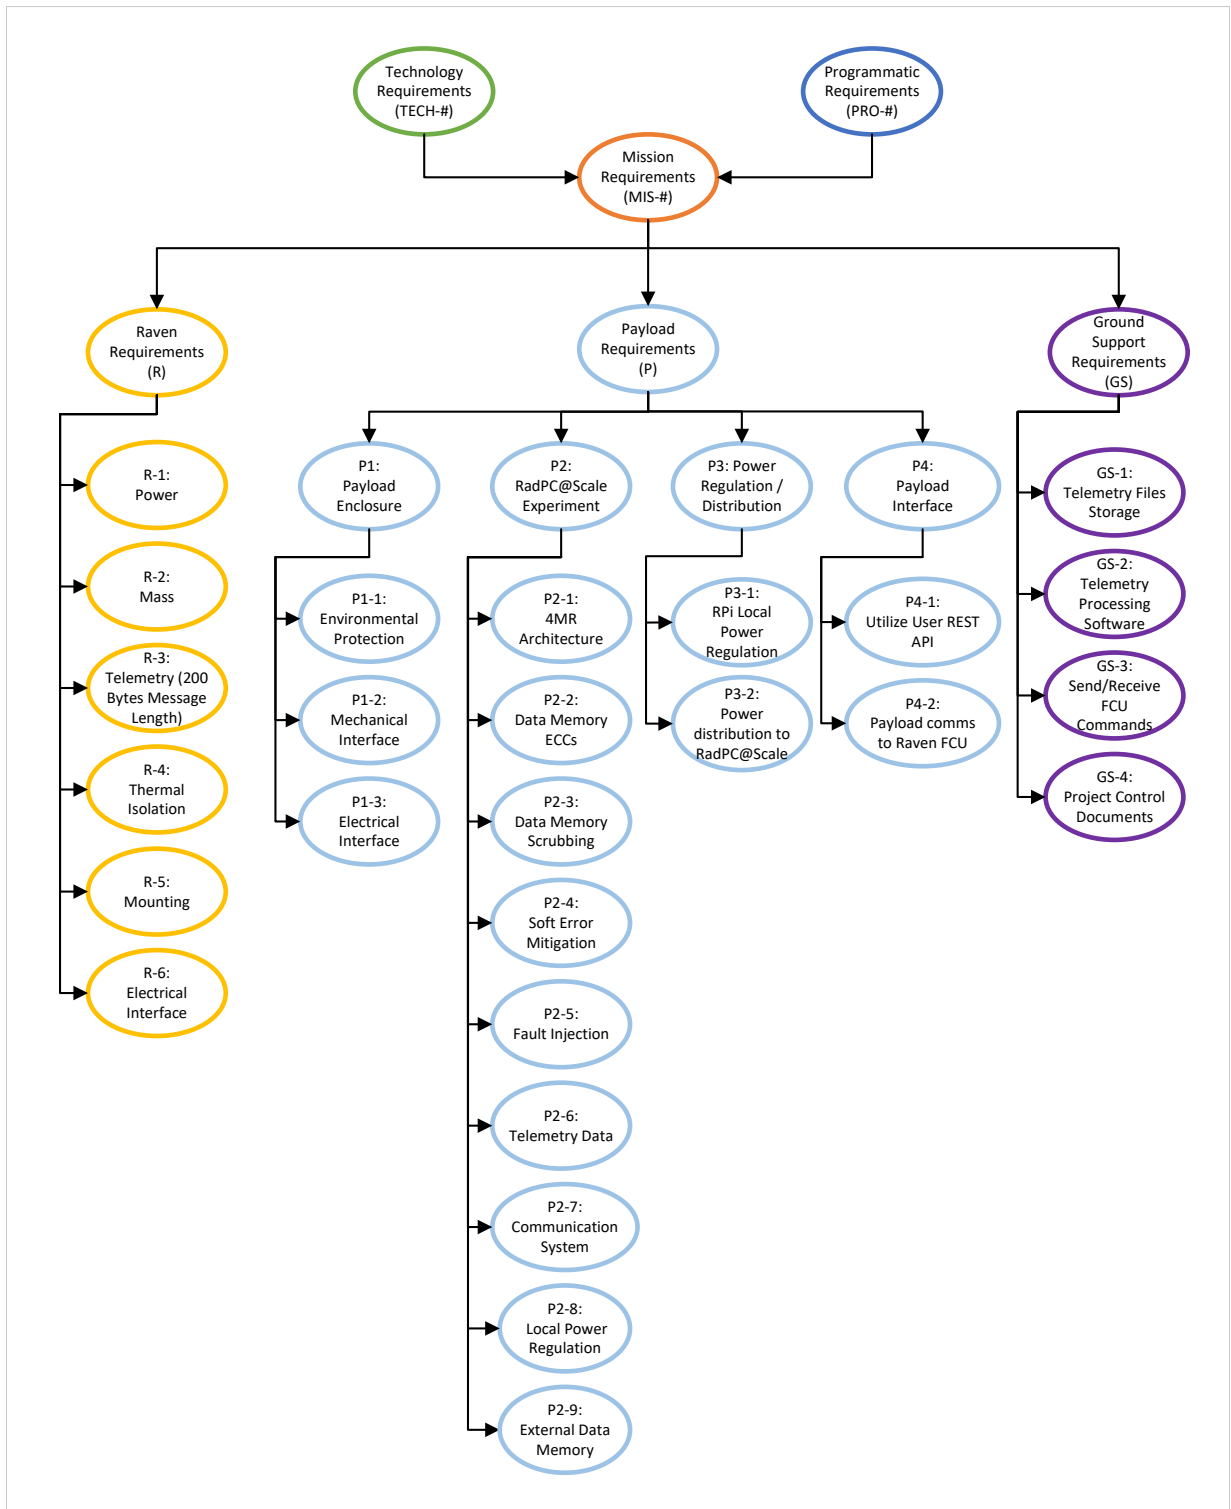 Technology
Requirements
(TECH-#)
Programmatic
Requirements
(PRO-#)
Mission
Requirements
(MIS-#)
Raven
Requirements
(R)
Payload
Requirements
(P)
Ground
Support
Requirements
(GS)
R-1:
Power
R-2:
Mass
R-3:
Telemetry (200
Bytes Message
Length)
R-4:
Thermal
Isolation
R-5:
Mounting
R-6:
Electrical
Interface
P1:
Payload
Enclosure
P1-1:
Environmental
Protection
P1-2:
Mechanical
Interface
P1-3:
Electrical
Interface
P2:
RadPC@Scale
Experiment
P2-1:
4MR
Architecture
P2-2:
Data Memory
ECCs
P2-3:
Data Memory
Scrubbing
P2-4:
Soft Error
Mitigation
P2-5:
Fault Injection
P2-6:
Telemetry Data
P2-7:
Communication
System
P2-8:
Local Power
Regulation
P2-9:
External Data
Memory
P3: Power
Regulation /
Distribution
P3-1:
RPi Local
Power
Regulation
P3-2:
Power
distribution to
RadPC@Scale
P4:
Payload
Interface
P4-1:
Utilize User REST
API
P4-2:
Payload comms
to Raven FCU
GS-1:
Telemetry Files
Storage
GS-2:
Telemetry
Processing
Software
GS-3:
Send/Receive
FCU
Commands
GS-4:
Project Control
Documents